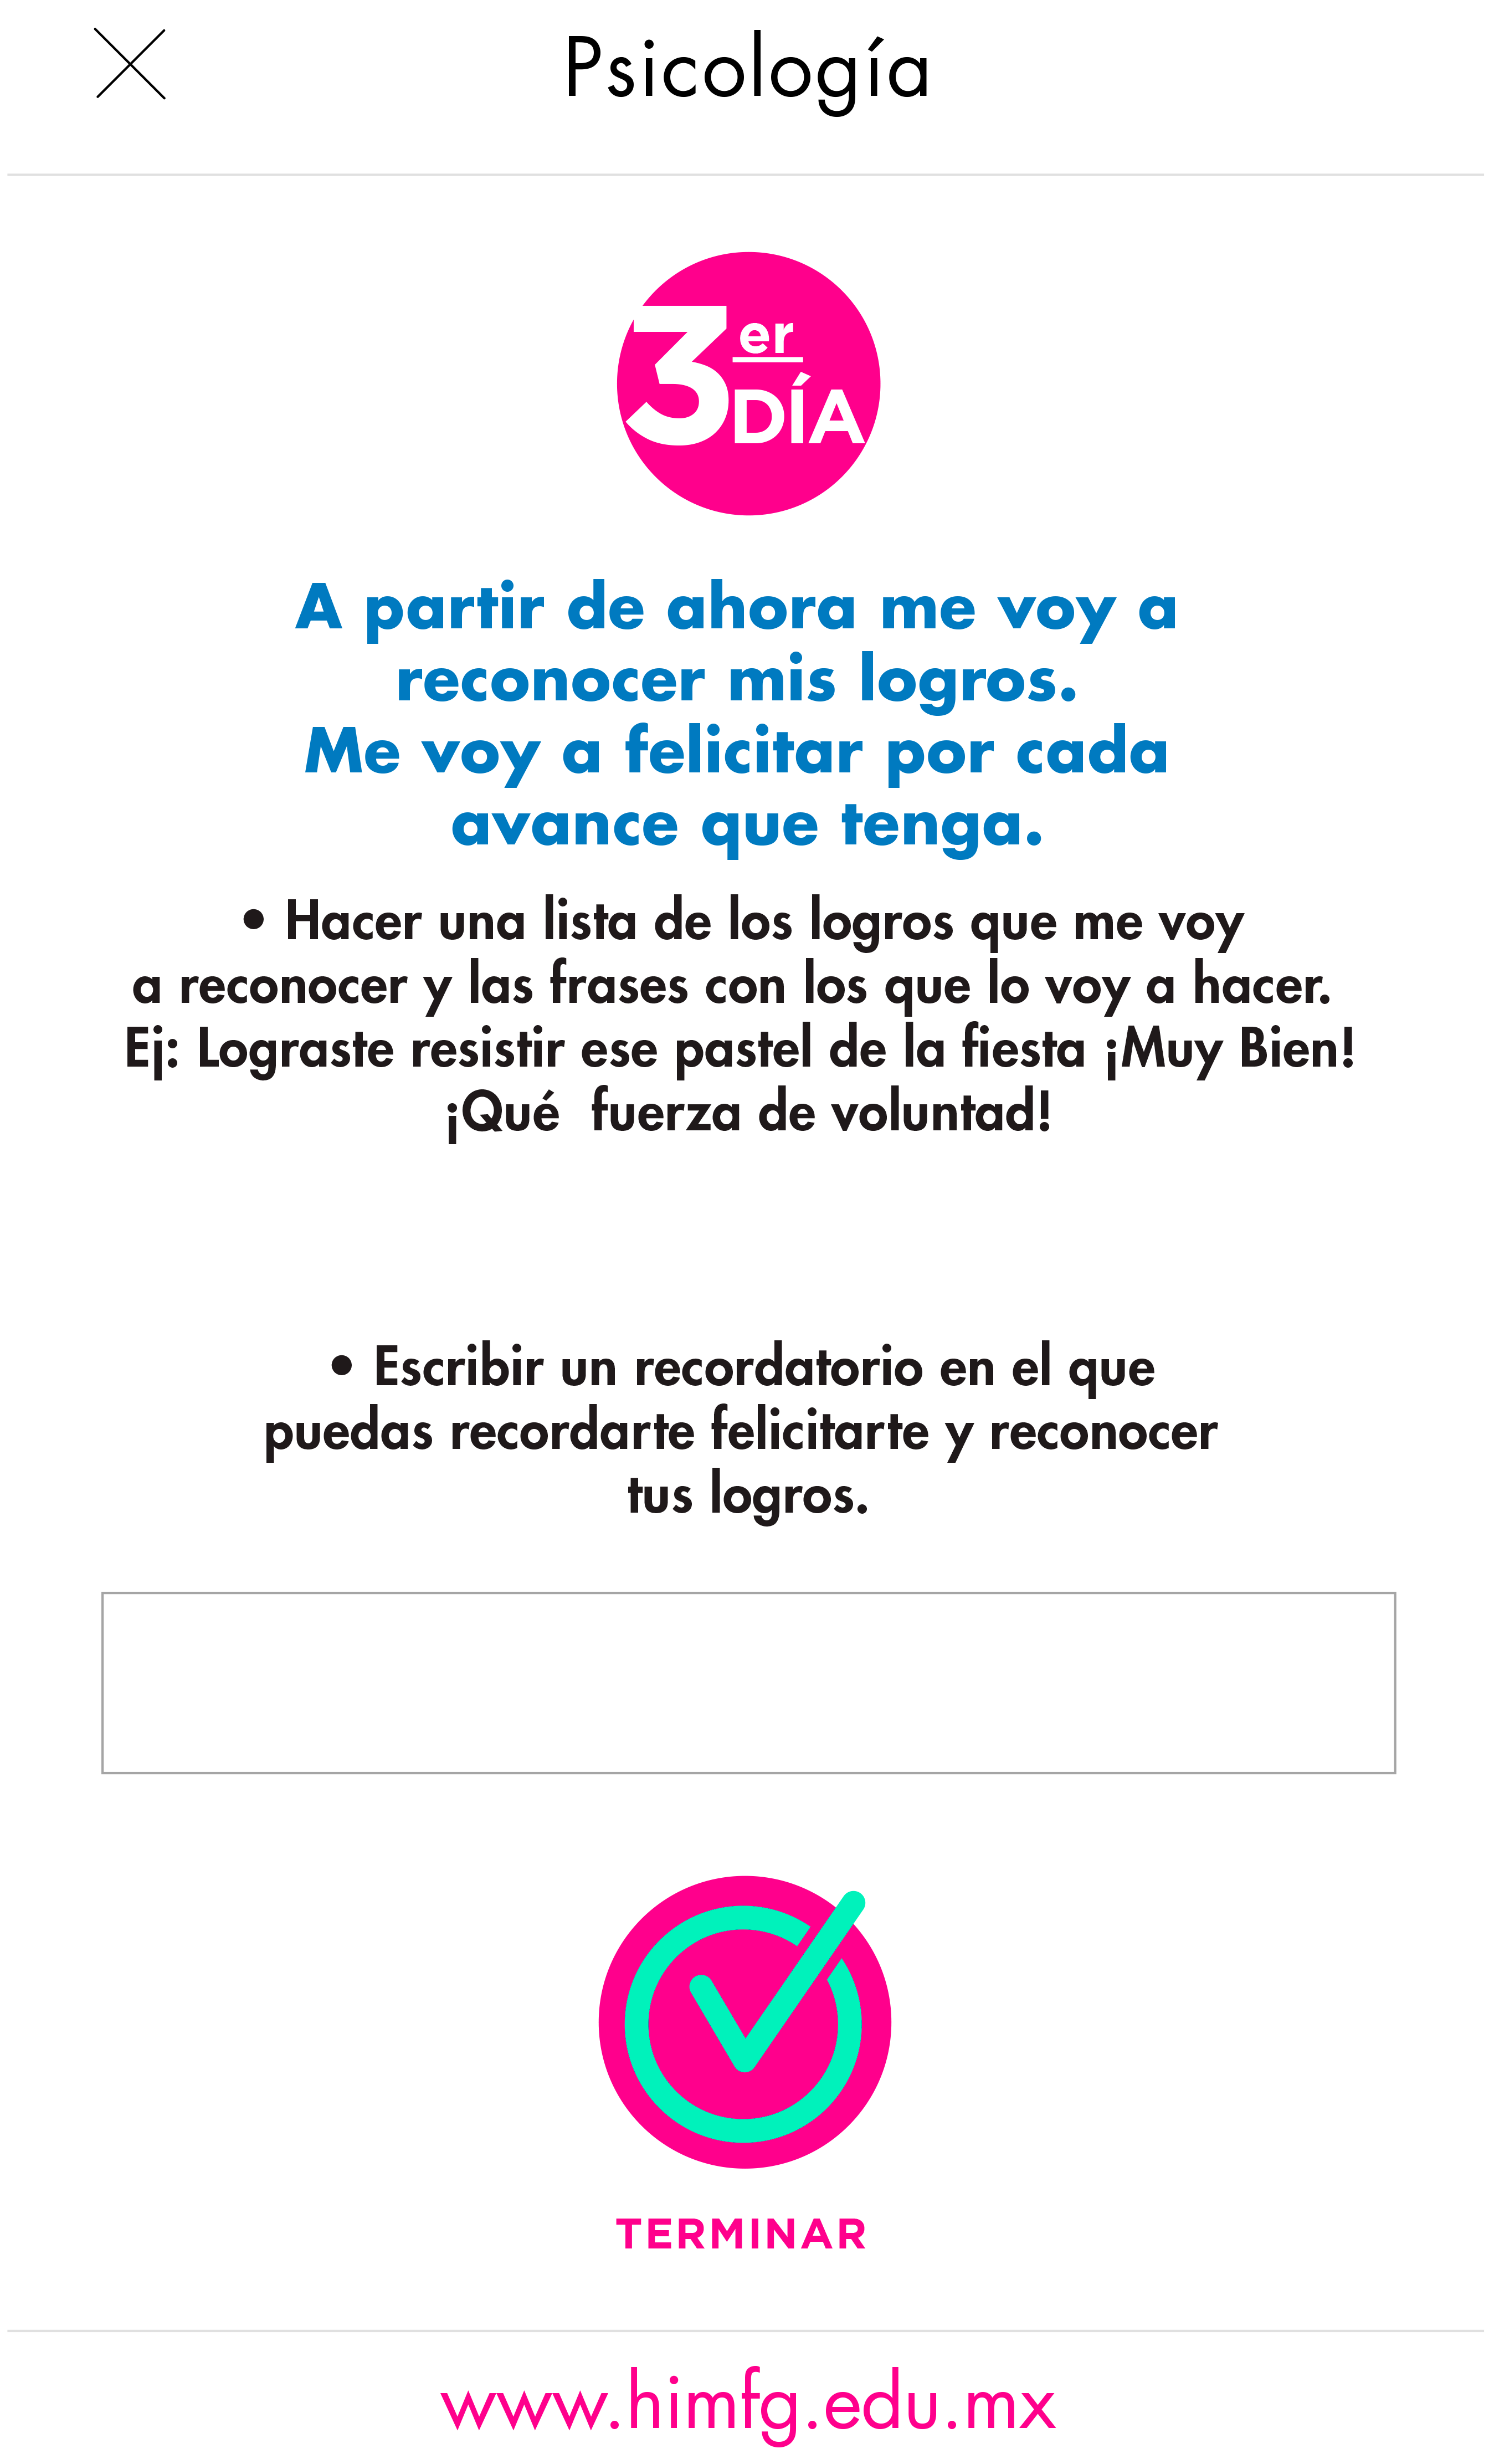 Psicología
3er DÍA
A partir de ahora me voy a
reconocer mis logros.
Me voy a felicitar por cada
avance que tenga.
• Hacer una lista de los logros que me voy
a reconocer y las frases con los que lo voy a hacer.
Ej: Lograste resistir ese pastel de la fiesta ¡Muy Bien!
¡Qué  fuerza de voluntad!
• Escribir un recordatorio en el que
puedas recordarte felicitarte y reconocer
tus logros.
TERMINAR
www.himfg.edu.mx